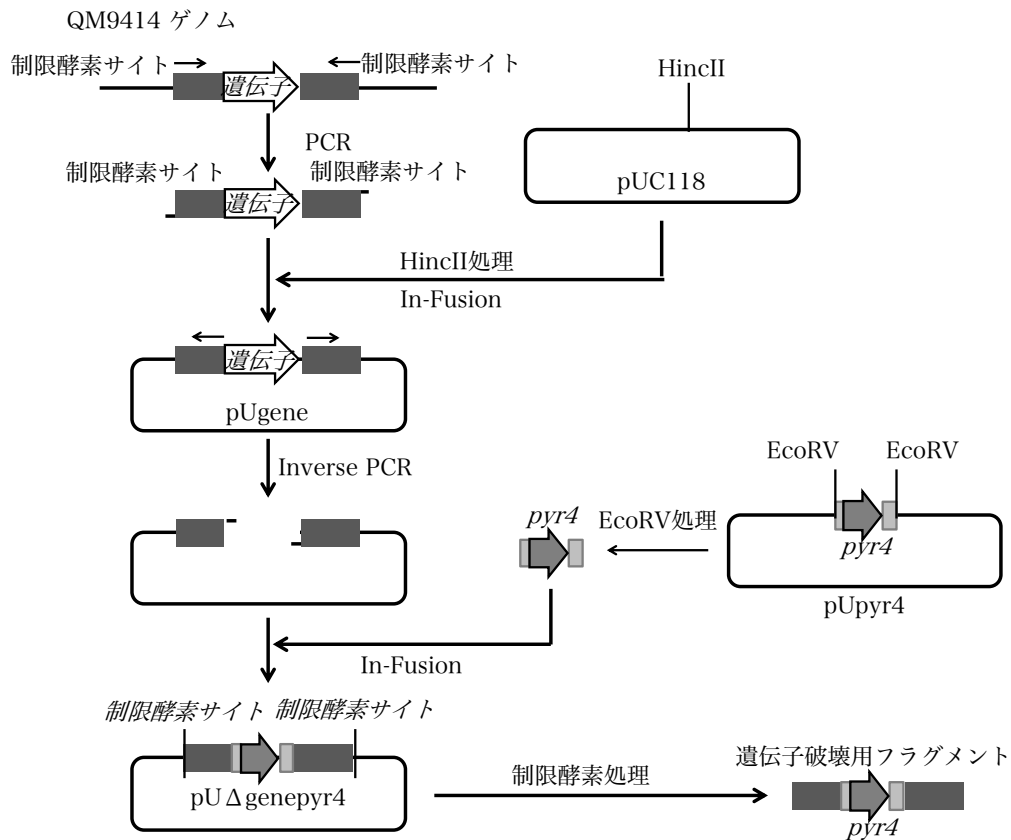 QM9414 ゲノム
制限酵素サイト
制限酵素サイト
遺伝子
HincII
PCR
制限酵素サイト
制限酵素サイト
遺伝子
pUC118
HincII処理
In-Fusion
遺伝子
pUgene
Inverse PCR
EcoRV
EcoRV
pyr4
EcoRV処理
pyr4
pUpyr4
In-Fusion
制限酵素サイト
制限酵素サイト
pUΔgenepyr4
制限酵素処理
遺伝子破壊用フラグメント
pyr4